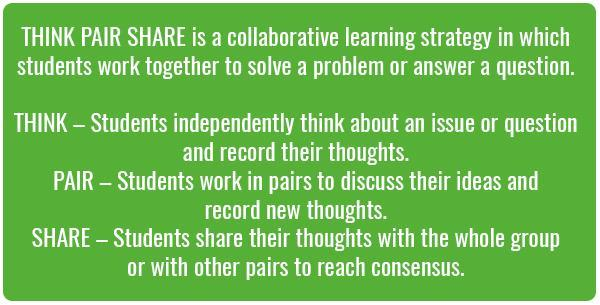 THINK PAIR SHARE is a collaborative learning strategy in which
students work together to solve a problem or answer a question.
THINK – Students independently think about an issue or question
and record their thoughts.
PAIR – Students work in pairs to discuss their ideas and
record new thoughts.
SHARE – Students share their thoughts with the whole group
or with other pairs to reach consensus.